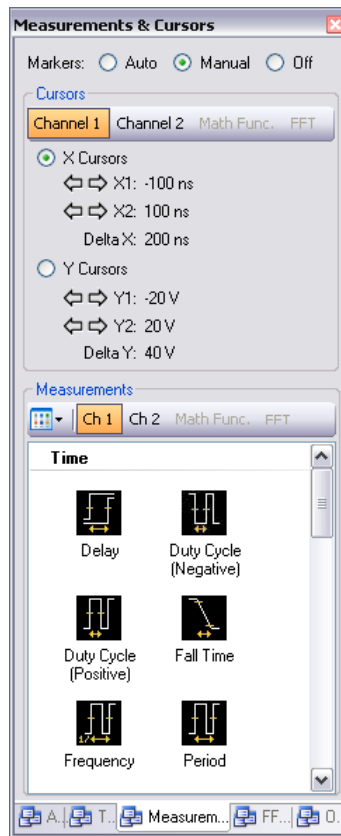 Measurements & Cursors
Markers: Auto Manual Off
Cursors
Channel 1 Channel 2 Math Func. FFT
X Cursors
X1: -100 ns
X2: 100 ns
Delta X: 200 ns
Y Cursors
Y1: -20 V
Y2: 20 V
Delta Y: 40 V
Measurements
Ch 1 Ch 2 Math Func. FFT
Time
Delay
Duty Cycle
(Negative)
Duty Cycle
(Positive)
Fall Time
Frequency
Period
A.. T.. Measurem... FF... O.